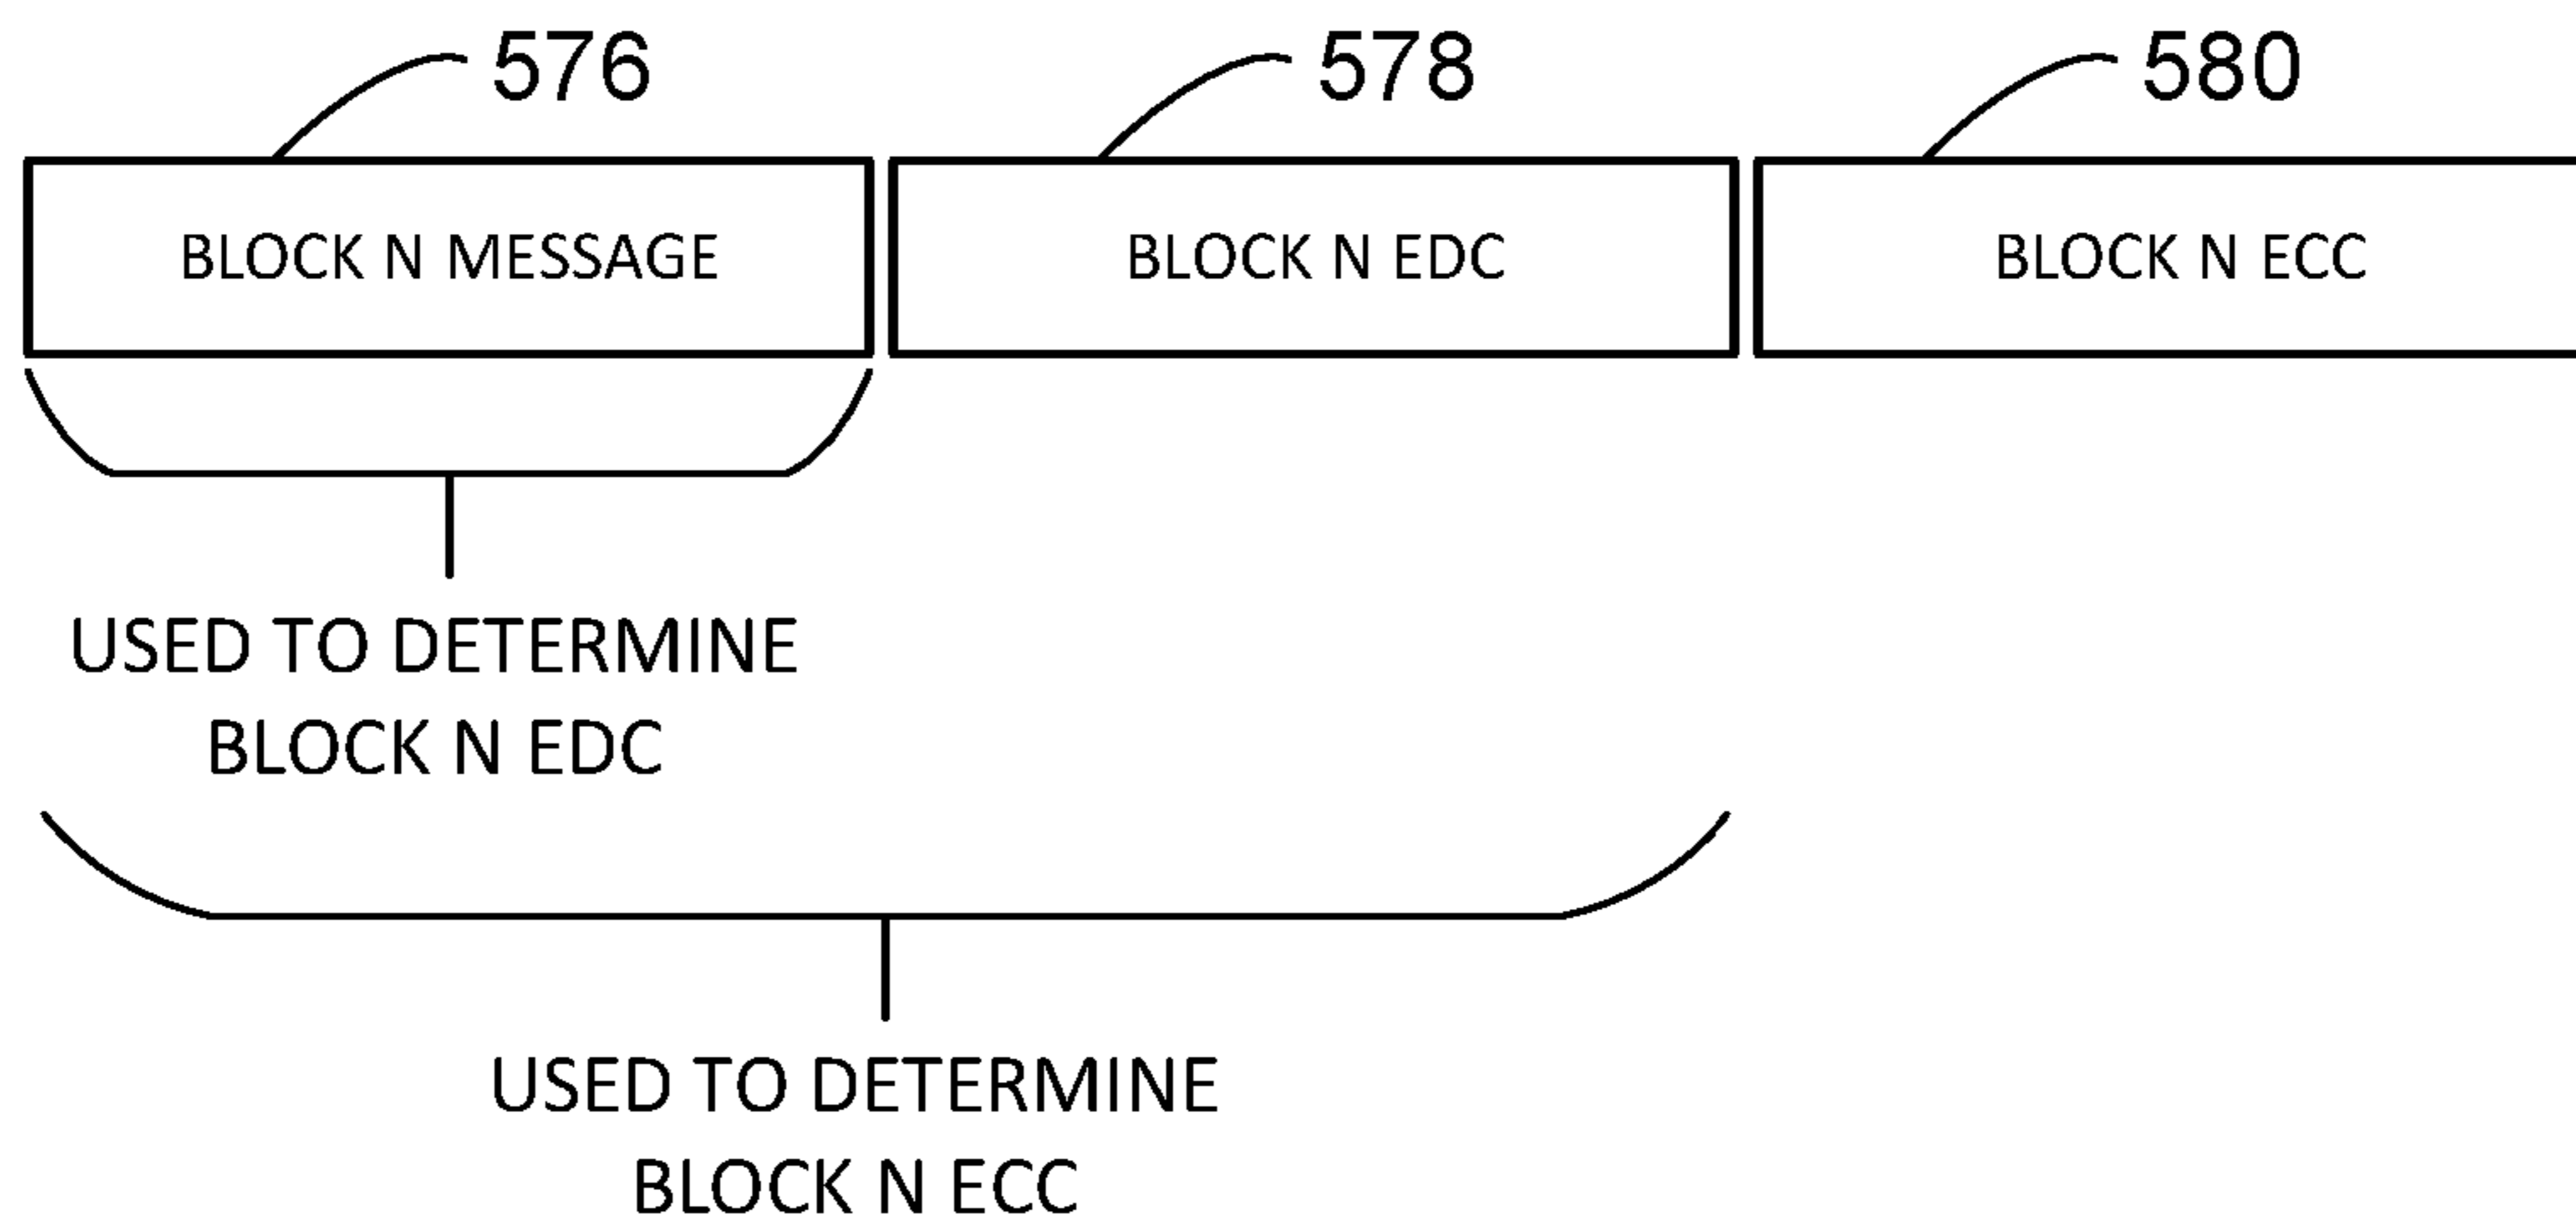 576
578
580
BLOCK N MESSAGE
BLOCK N EDC
BLOCK N ECC
USED TO DETERMINE
BLOCK N EDC
USED TO DETERMINE
BLOCK N ECC